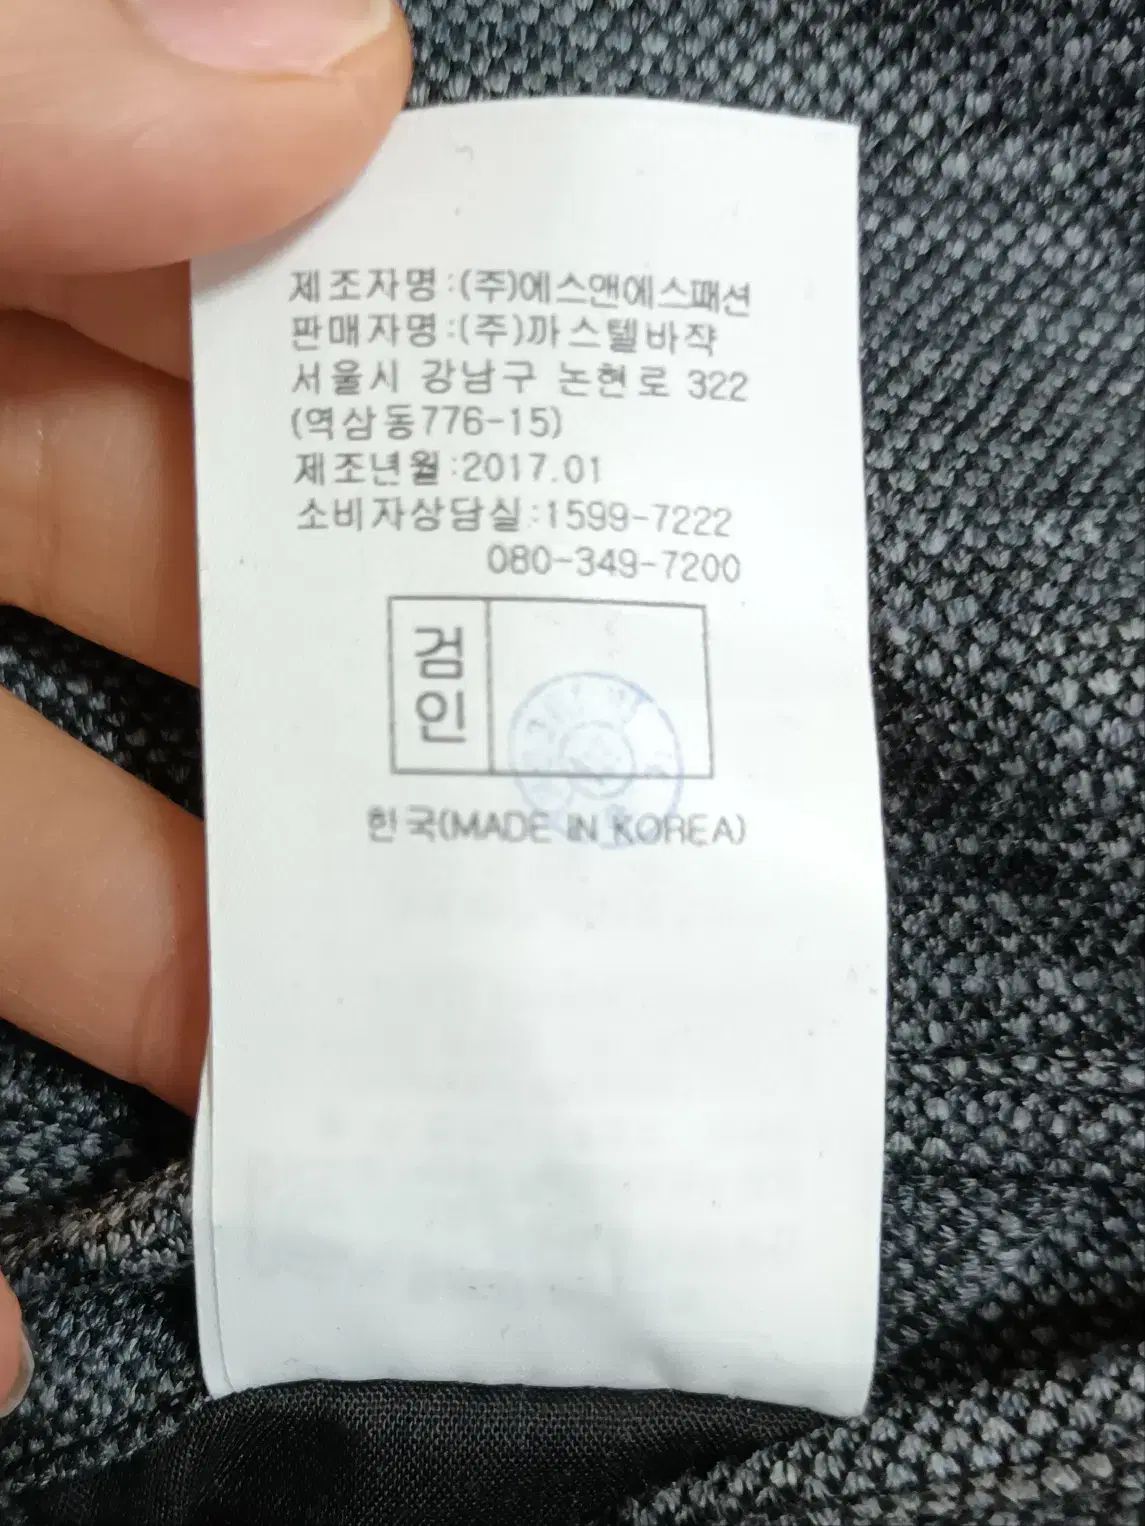 제조자명:(주)에스앤에스패션
판매자명:(주)까스텔바작
서울시 강남구 논현로 322
(역삼동776-15)
제조년월:2017.01
소비자상담실:1599-7222
080-349-7200
검인
한국(MADE IN KOREA)